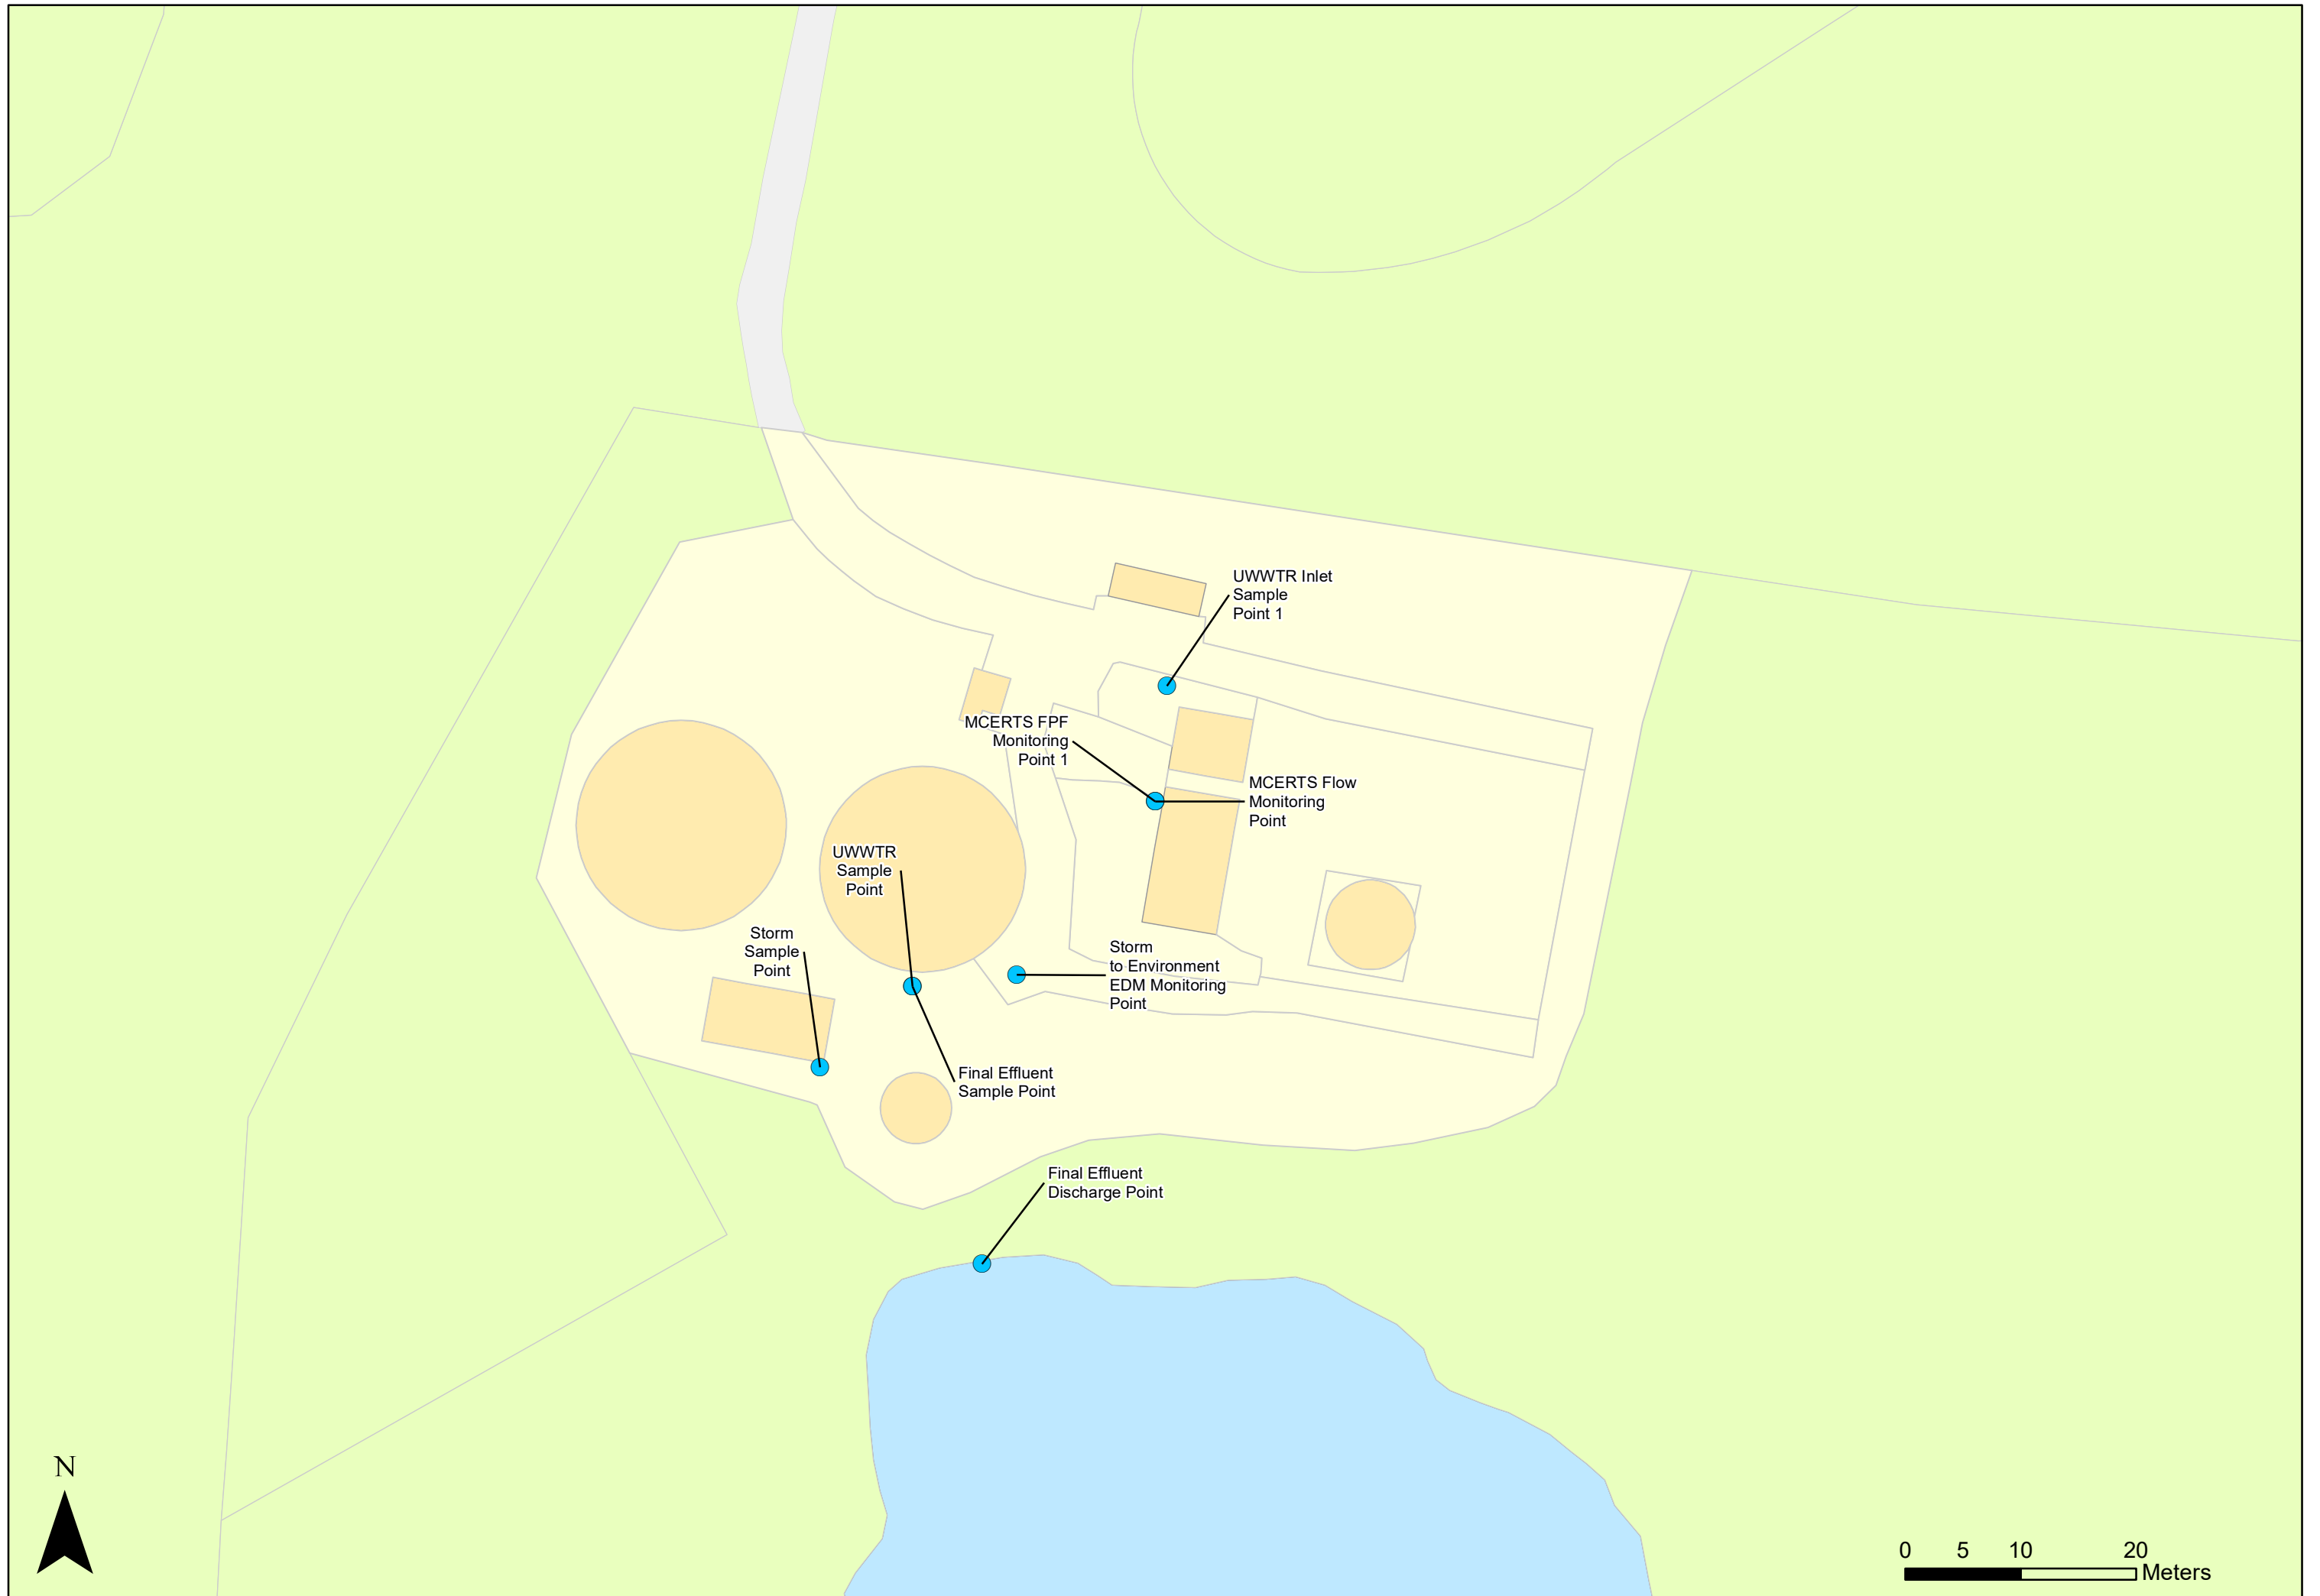 UWWTR Inlet
Sample
Point 1
MCERTS FPF
Monitoring
Point 1
MCERTS Flow
Monitoring
Point
UWWTR
Sample
Point
Storm
Sample
Point
Storm
to Environment
EDM Monitoring
Point
Final Effluent
Sample Point
Final Effluent
Discharge Point
N
0 5 10 20
Meters